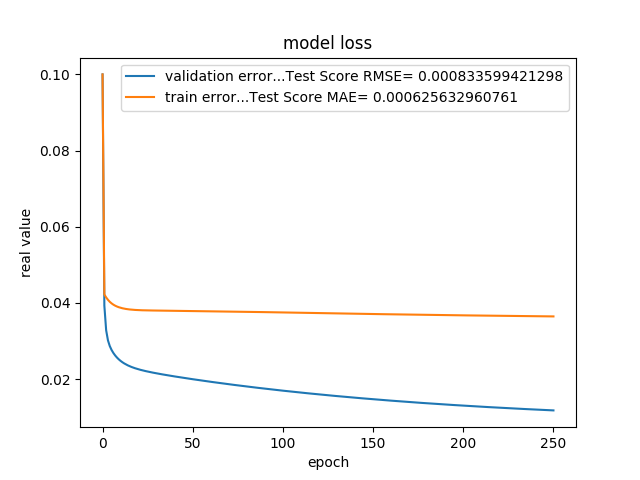 model loss
validation error...Test Score RMSE= 0.000833599421298
train error...Test Score MAE= 0.000625632960761
real value
0.10
0.08
0.06
0.04
0.02
0 50 100 150 200 250
epoch